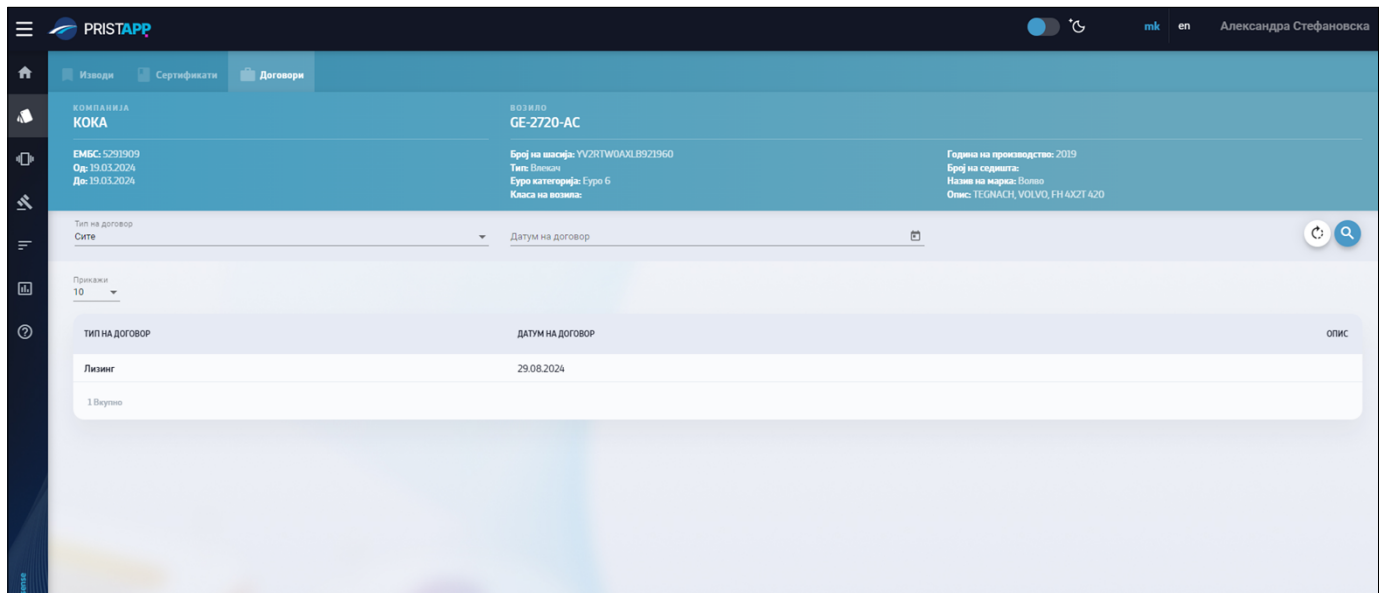 PRISTAPP
mk en Александра Стефановска
Изводи Сертификати Договори
КОМПАНИЈА
КОКА
ВОЗИЛО
GE-2720-AC
ЕМБС: 5291909
Од: 19.03.2024
До: 19.03.2024
Број на шасија: YV2RTW0AXLB921960
Тип: Влекач
Еуро категорија: Еуро 6
Класа на возила:
Година на производство: 2019
Број на седишта:
Назив на марка: Волво
Опис: TEGNACH, VOLVO, FH 4X2T 420
Тип на договор
Сите
Датум на договор
Прикажи
10
ТИП НА ДОГОВОР ДАТУМ НА ДОГОВОР ОПИС
Лизинг 29.08.2024
1 Вкупно